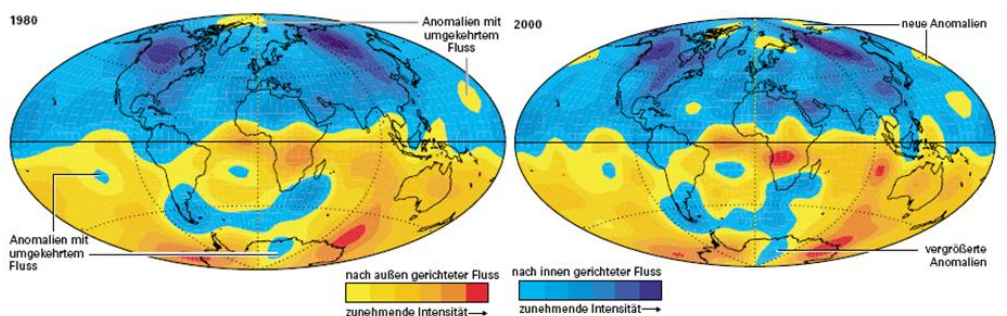 1980
Anomalien mit
umgekehrtem
Fluss
2000
neue Anomalien
Anomalien mit
umgekehrtem
Fluss
vergrößerte
Anomalien
nach außen gerichteter Fluss
zunehmende Intensität
nach innen gerichteter Fluss
zunehmende Intensität